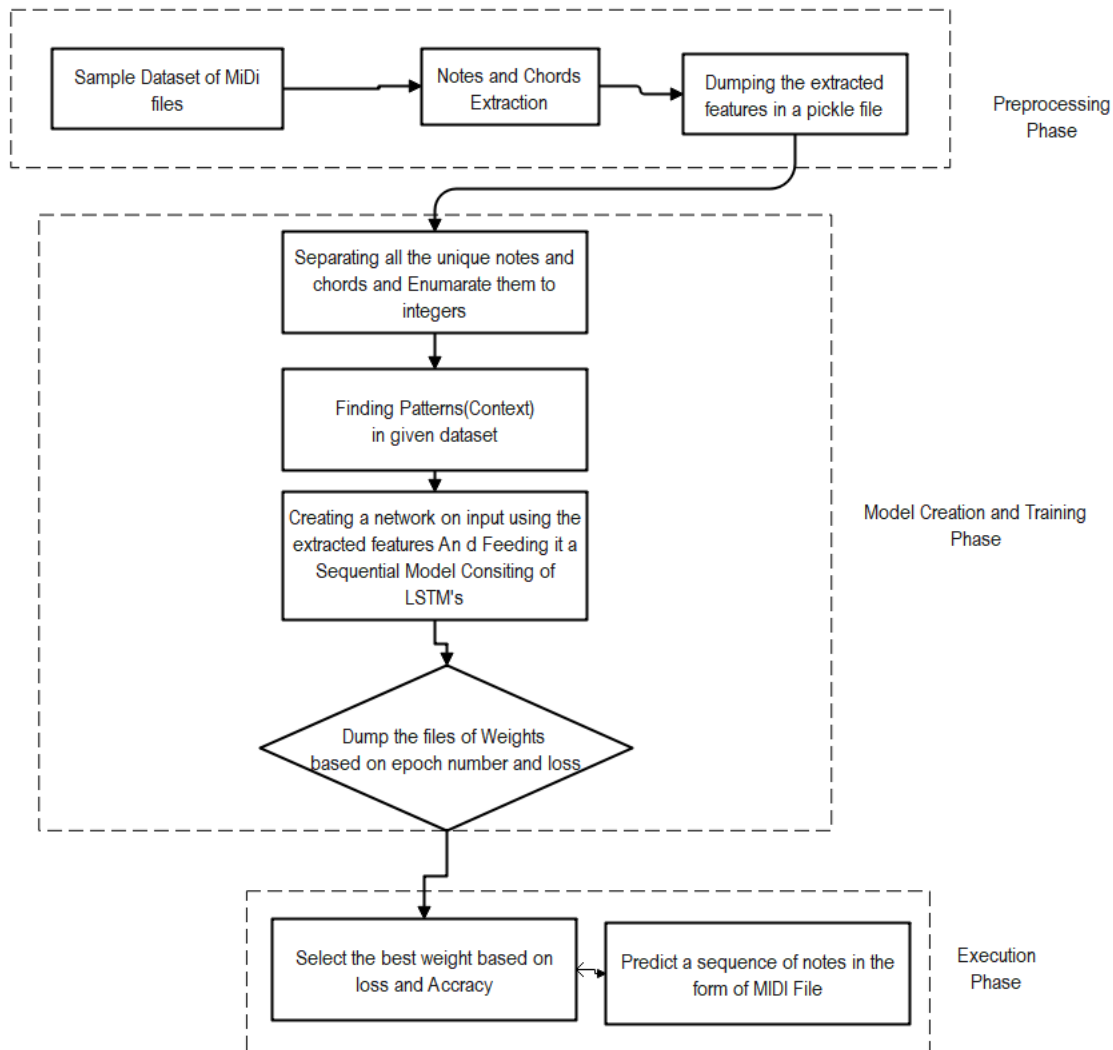 Sample Dataset of MiDi
files
Notes and Chords
Extraction
Dumping the extracted
features in a pickle file
Preprocessing
Phase
Separating all the unique notes and
chords and Enumarate them to
integers
Finding Patterns(Context)
in given dataset
Creating a network on input using the
extracted features An d Feeding it a
Sequential Model Consiting of
LSTM's
Model Creation and Training
Phase
Dump the files of Weights
based on epoch number and loss
Select the best weight based on
loss and Accracy
Predict a sequence of notes in the
form of MIDI File
Execution
Phase